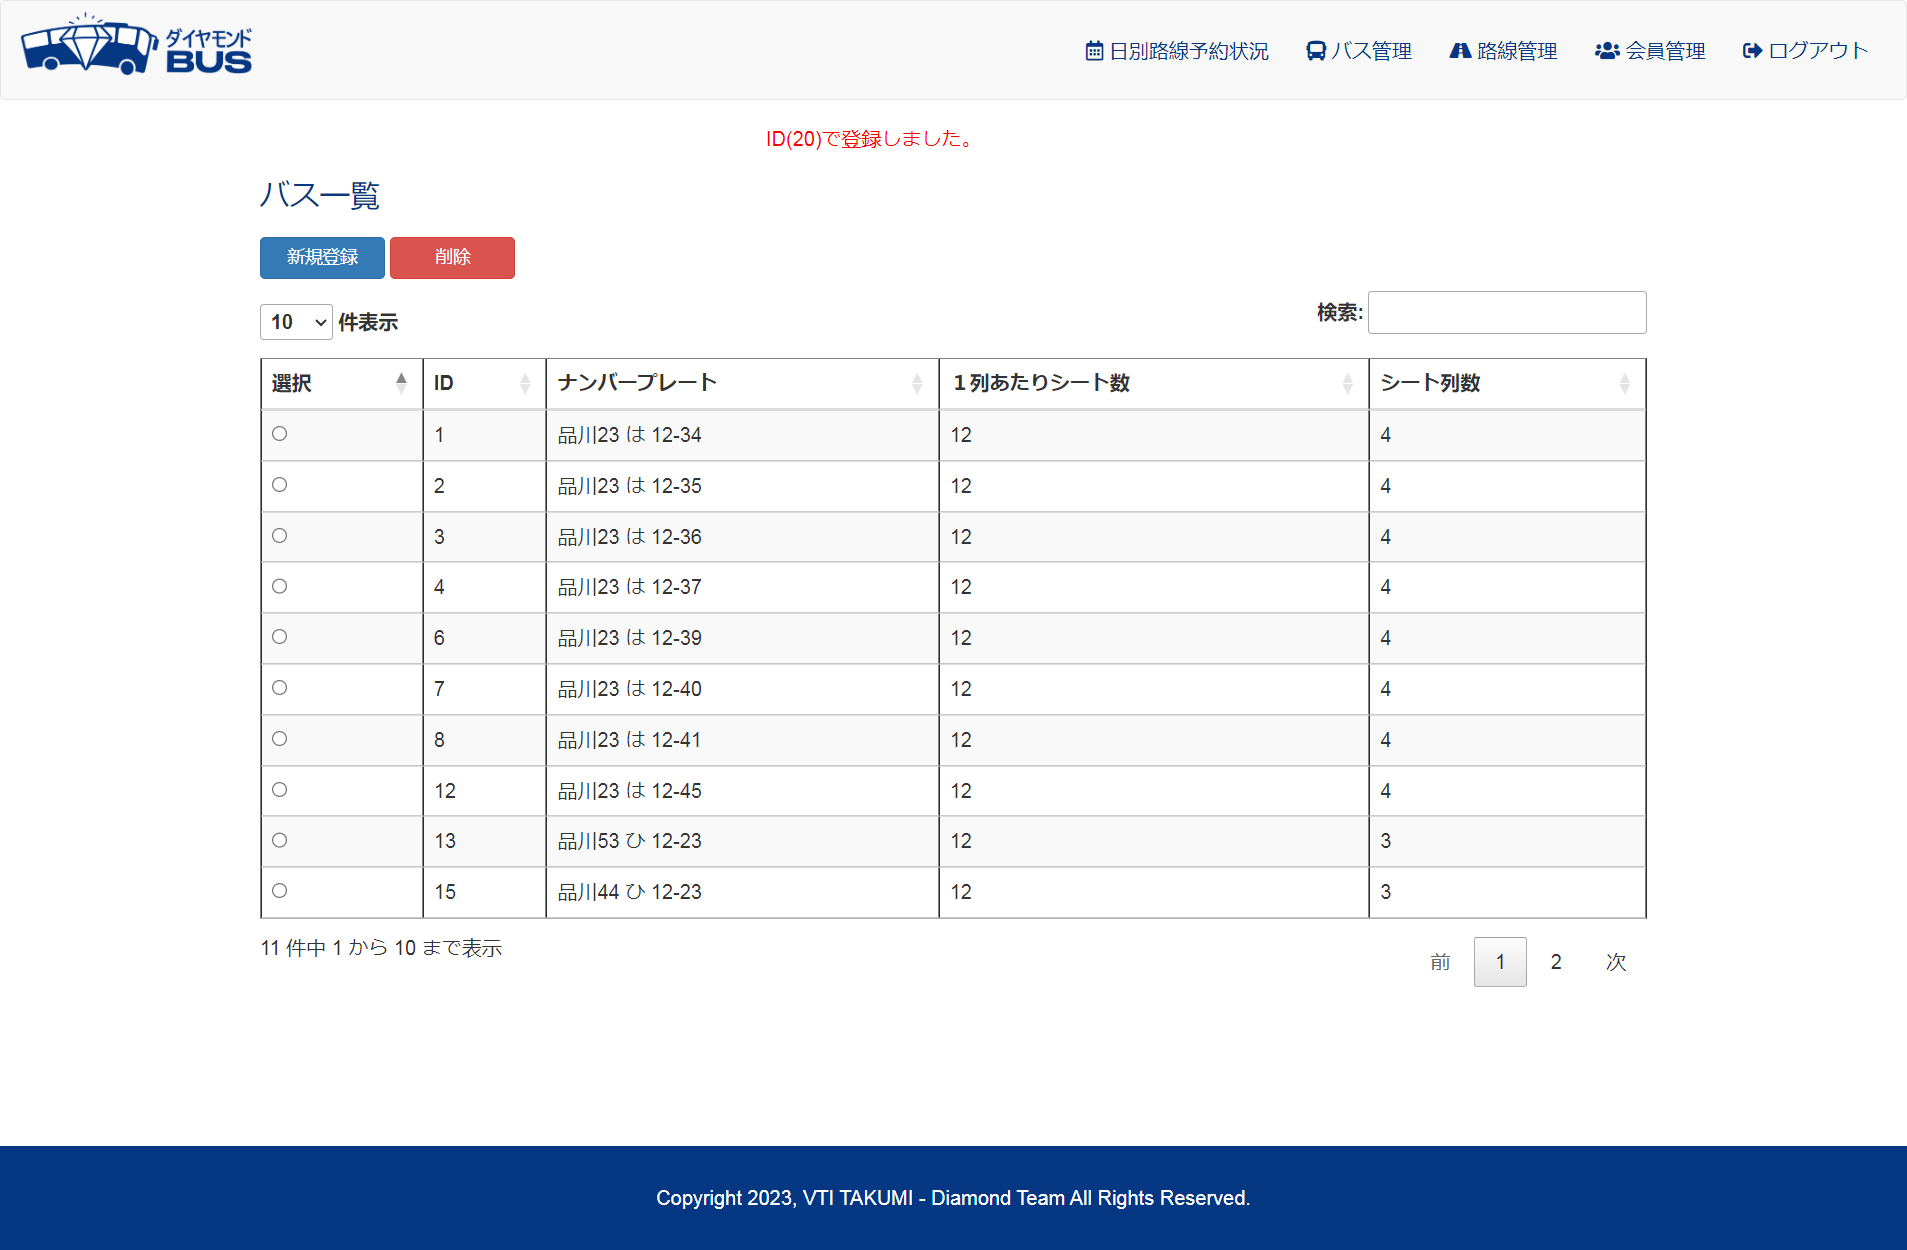 ダイヤモンド
BUS
日別路線予約状況 バス管理 路線管理 会員管理 ログアウト
ID(20)で登録しました。
バス一覧
新規登録 削除
10 件表示 検索:
選択 ID ナンバープレート １列あたりシート数 シート列数
1 品川23 は 12-34 12 4
2 品川23 は 12-35 12 4
3 品川23 は 12-36 12 4
4 品川23 は 12-37 12 4
6 品川23 は 12-39 12 4
7 品川23 は 12-40 12 4
8 品川23 は 12-41 12 4
12 品川23 は 12-45 12 4
13 品川53 ひ 12-23 12 3
15 品川44 ひ 12-23 12 3
11 件中 1 から 10 まで表示
前 1 2 次
Copyright 2023, VTI TAKUMI - Diamond Team All Rights Reserved.